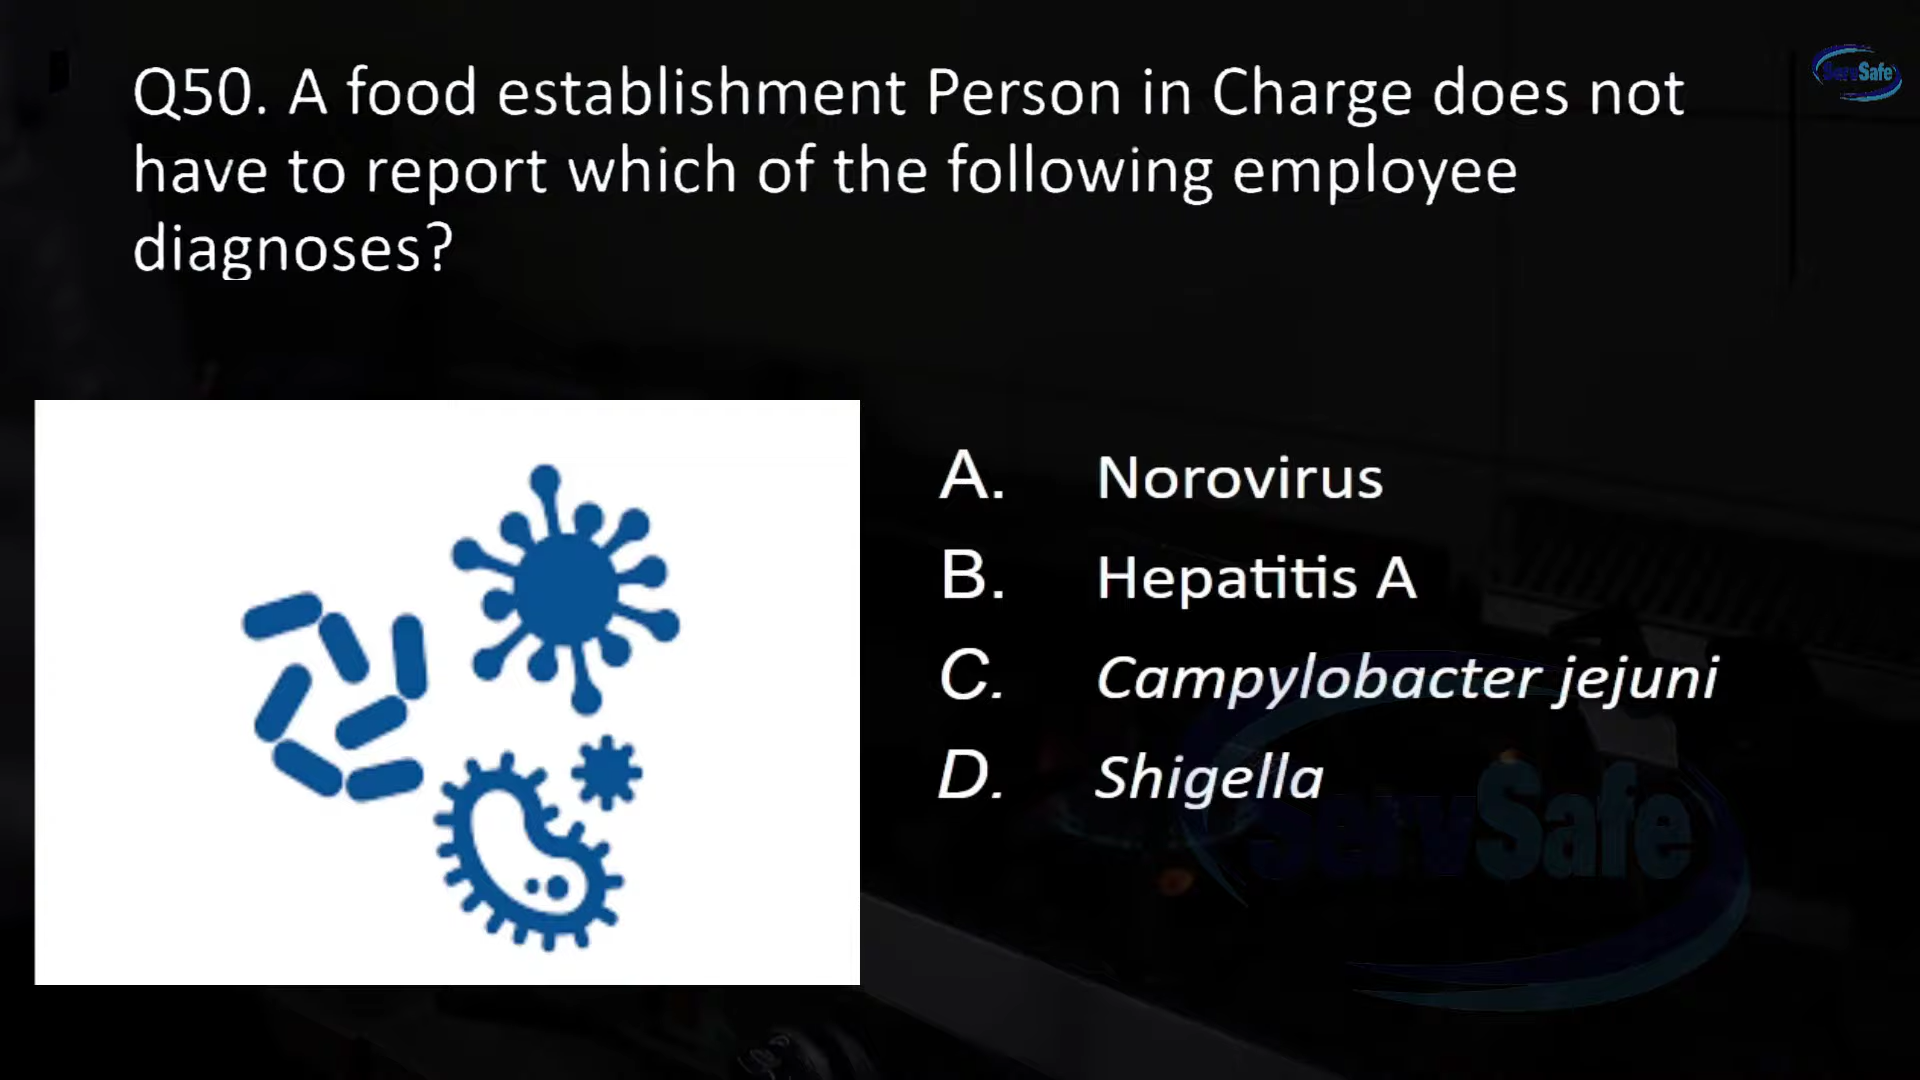 Q50. A food establishment Person in Charge does not
have to report which of the following employee
diagnoses?
ServSafe
A. Norovirus
B. Hepatitis A
C. Campylobacter jejuni
D. Shigella
ServSafe